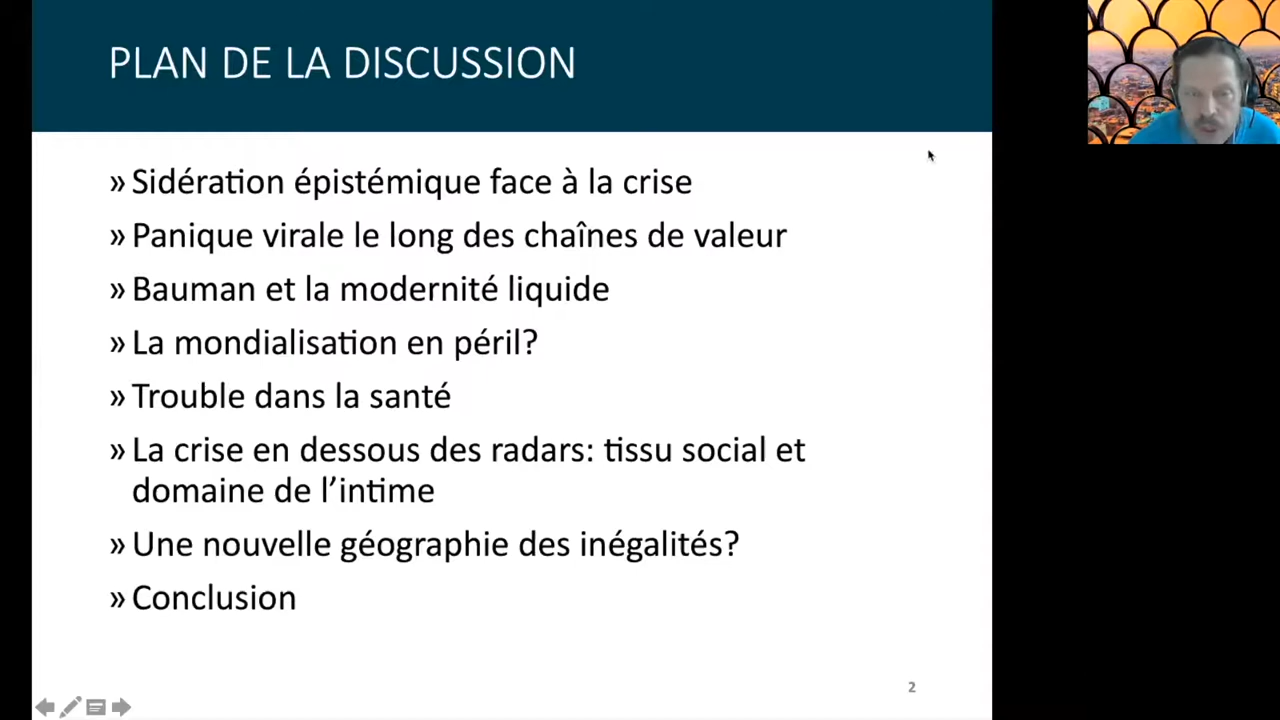 PLAN DE LA DISCUSSION
» Sidération épistémique face à la crise
» Panique virale le long des chaînes de valeur
» Bauman et la modernité liquide
» La mondialisation en péril?
» Trouble dans la santé
» La crise en dessous des radars: tissu social et
domaine de l’intime
» Une nouvelle géographie des inégalités?
» Conclusion
2